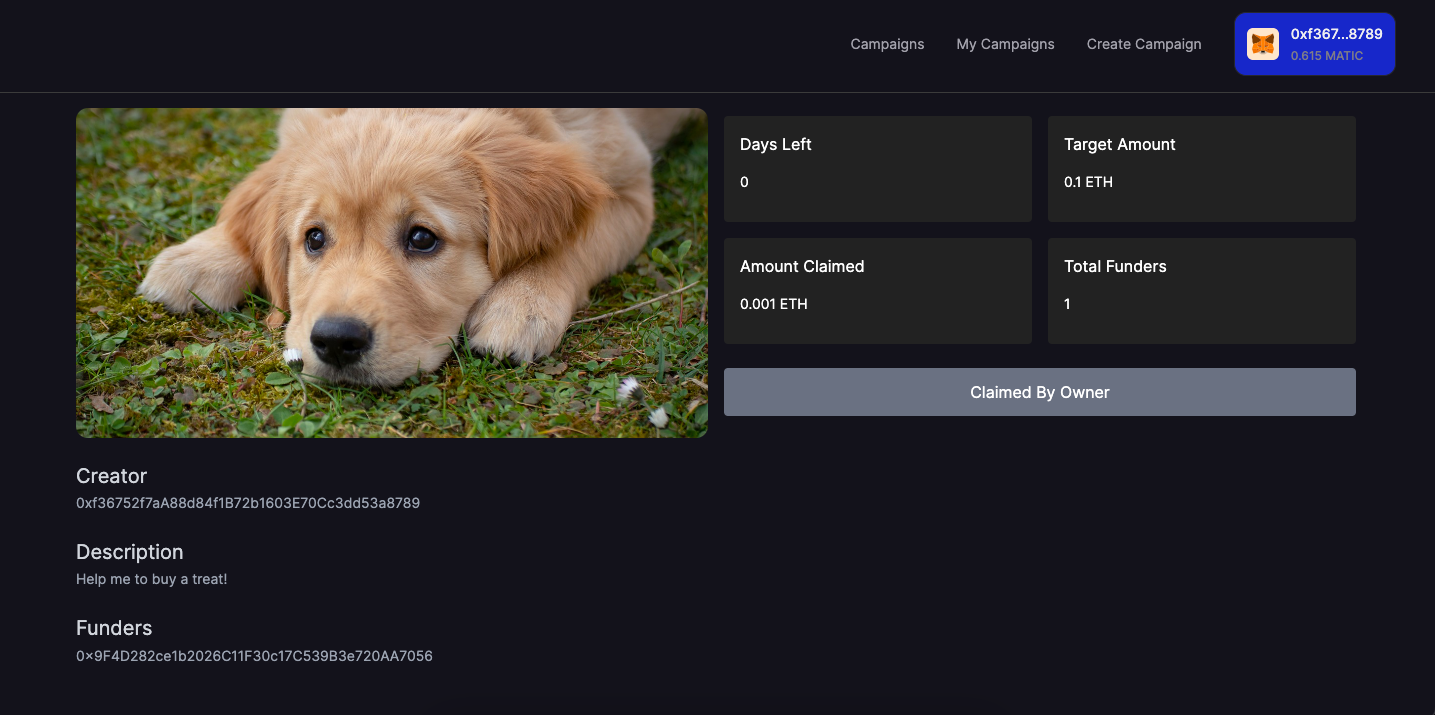 Campaigns
My Campaigns
Create Campaign
0xf367...8789
0.615 MATIC
Days Left
0
Target Amount
0.1 ETH
Amount Claimed
0.001 ETH
Total Funders
1
Claimed By Owner
Creator
0xf36752f7aA88d84f1B72b1603E70Cc3dd53a8789
Description
Help me to buy a treat!
Funders
0x9F4D282ce1b2026C11F30c17C539B3e720AA7056